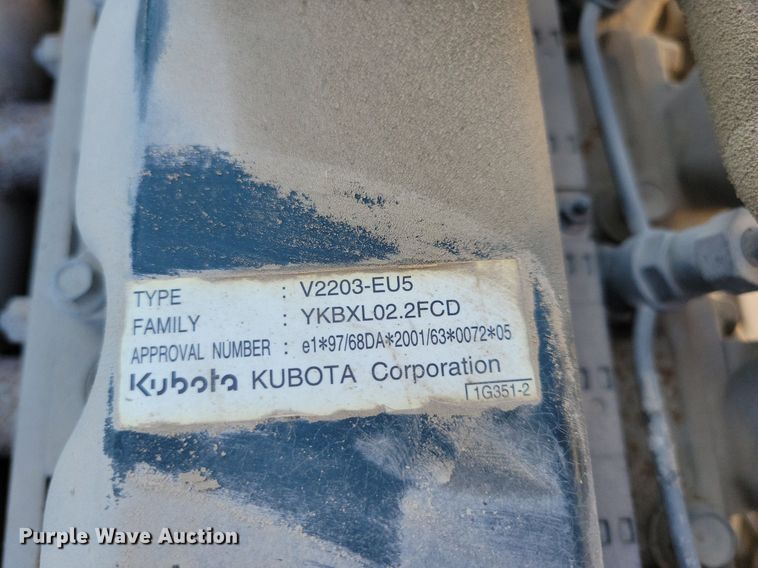 TYPE : V2203-EU5
FAMILY : YKBXL02.2FCD
APPROVAL NUMBER : e1*97/68DA*2001/63*0072*05
Kubota KUBOTA Corporation
1G351-2
Purple Wave Auction